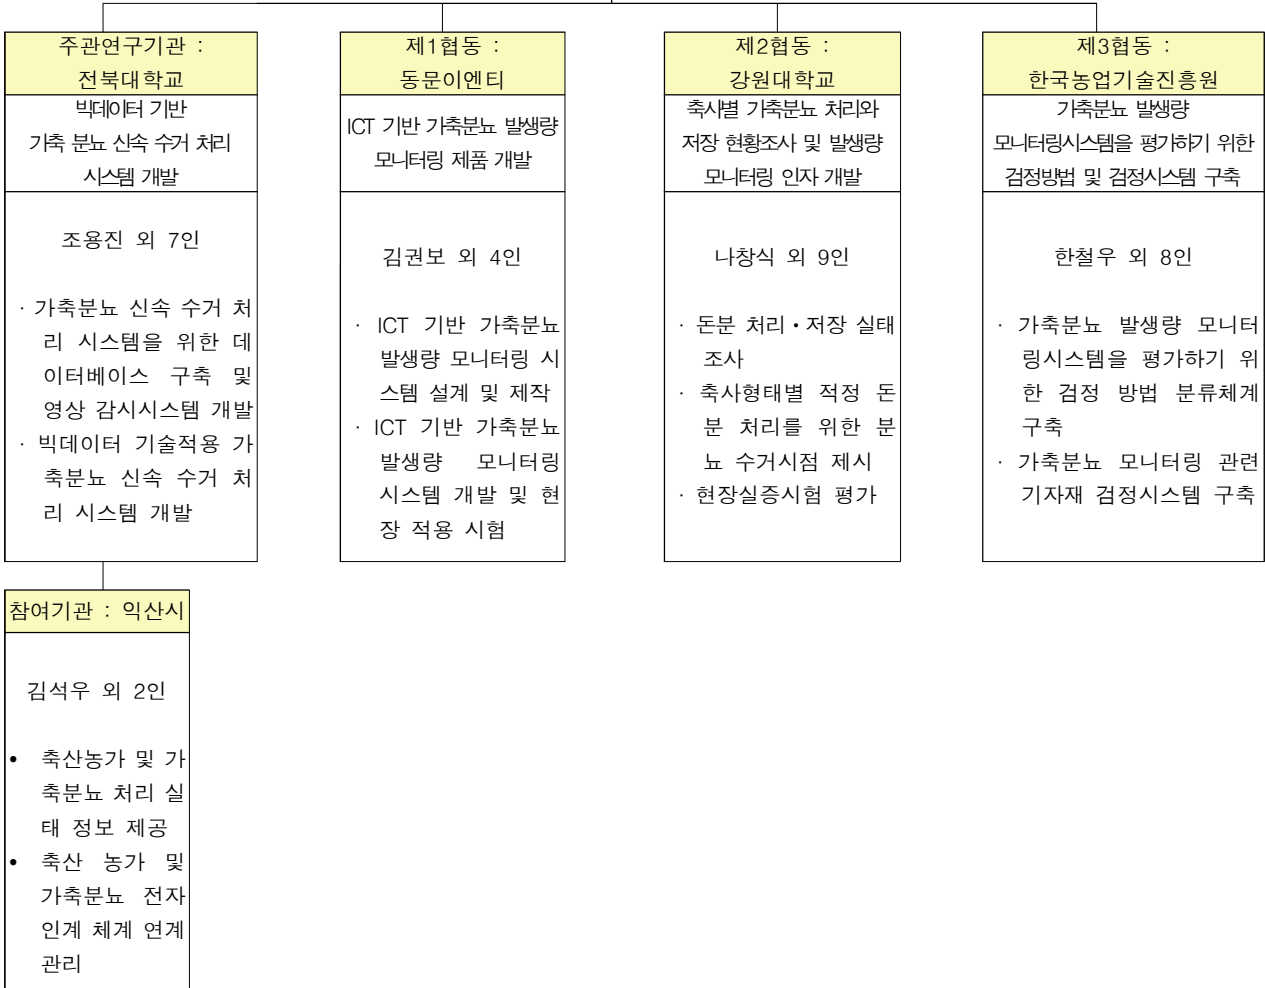 주관연구기관 :
전북대학교
빅데이터 기반
가축 분뇨 신속 수거 처리
시스템 개발
조용진 외 7인
· 가축분뇨 신속 수거 처
리 시스템을 위한 데
이터베이스 구축 및
영상 감시시스템 개발
· 빅데이터 기술적용 가
축분뇨 신속 수거 처
리 시스템 개발
제1협동 :
동문이엔티
ICT 기반 가축분뇨 발생량
모니터링 제품 개발
김권보 외 4인
· ICT 기반 가축분뇨
발생량 모니터링 시
스템 설계 및 제작
· ICT 기반 가축분뇨
발생량 모니터링
시스템 개발 및 현
장 적용 시험
제2협동 :
강원대학교
축사별 가축분뇨 처리와
저장 현황조사 및 발생량
모니터링 인자 개발
나창식 외 9인
· 돈분 처리・저장 실태
조사
· 축사형태별 적정 돈
분 처리를 위한 분
뇨 수거시점 제시
· 현장실증시험 평가
제3협동 :
한국농업기술진흥원
가축분뇨 발생량
모니터링시스템을 평가하기 위한
검정방법 및 검정시스템 구축
한철우 외 8인
· 가축분뇨 발생량 모니터
링시스템을 평가하기 위
한 검정 방법 분류체계
구축
· 가축분뇨 모니터링 관련
기자재 검정시스템 구축
참여기관 : 익산시
김석우 외 2인
• 축산농가 및 가
축분뇨 처리 실
태 정보 제공
• 축산 농가 및
가축분뇨 전자
인계 체계 연계
관리